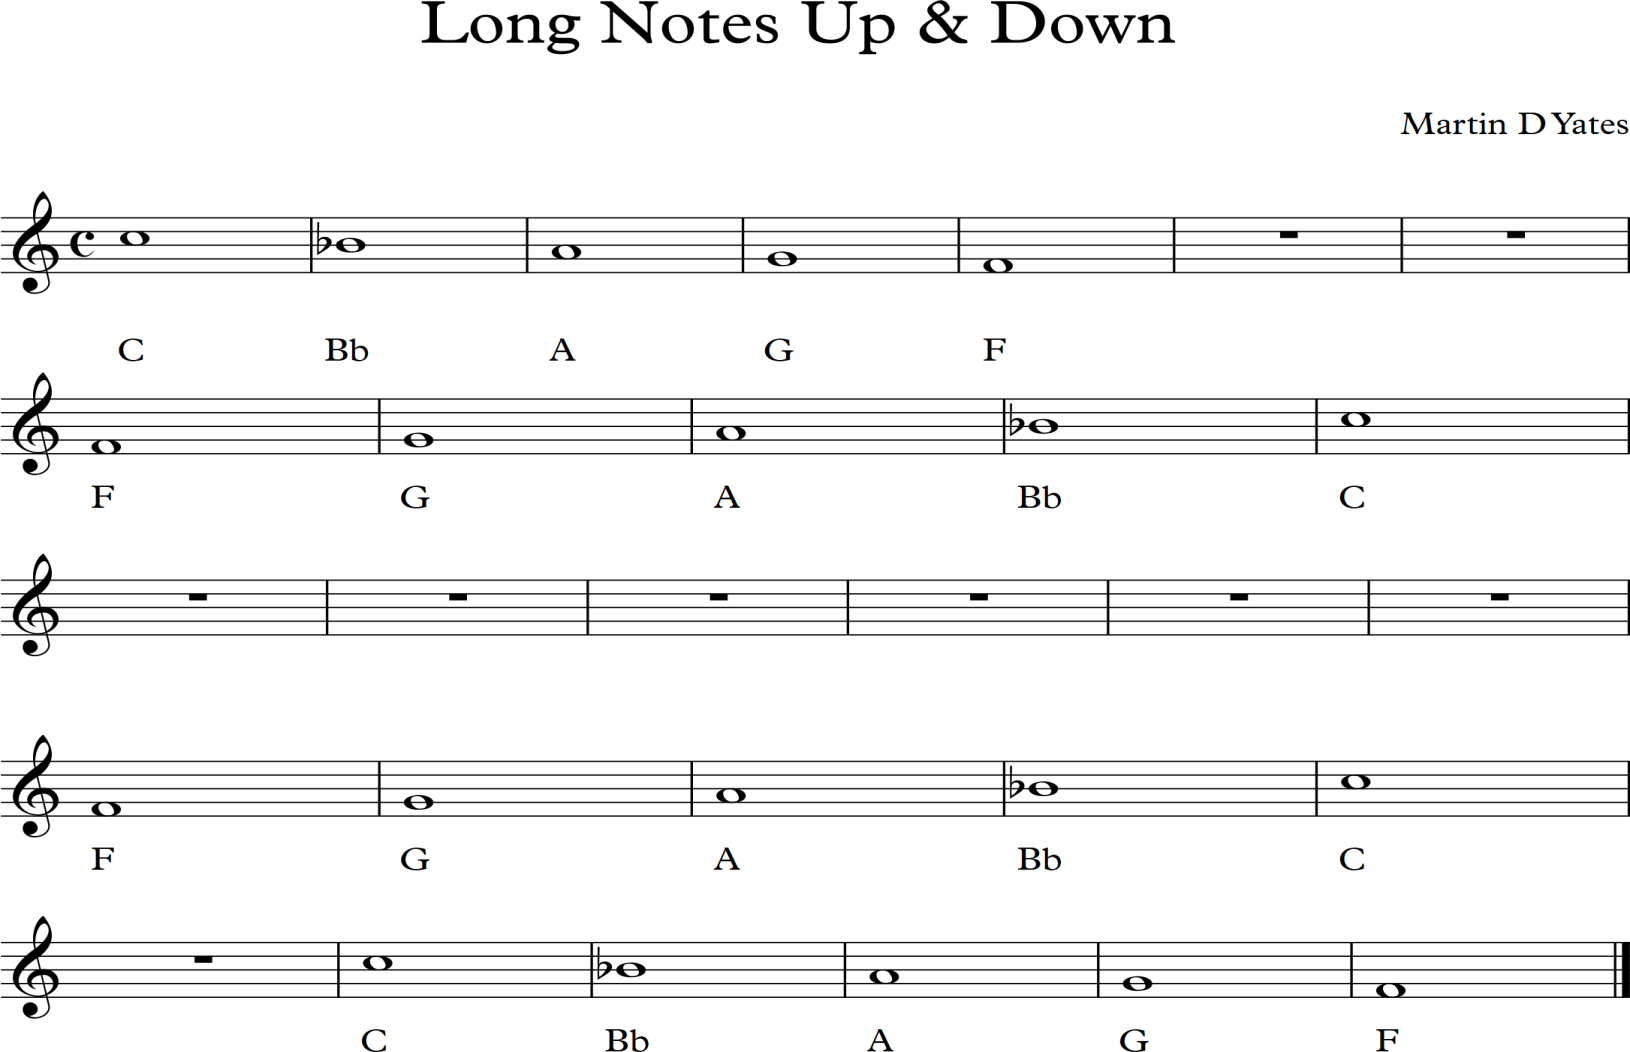 Long Notes Up & Down
Martin D Yates
C Bb A G F
F G A Bb C
F G A Bb C
C Bb A G F